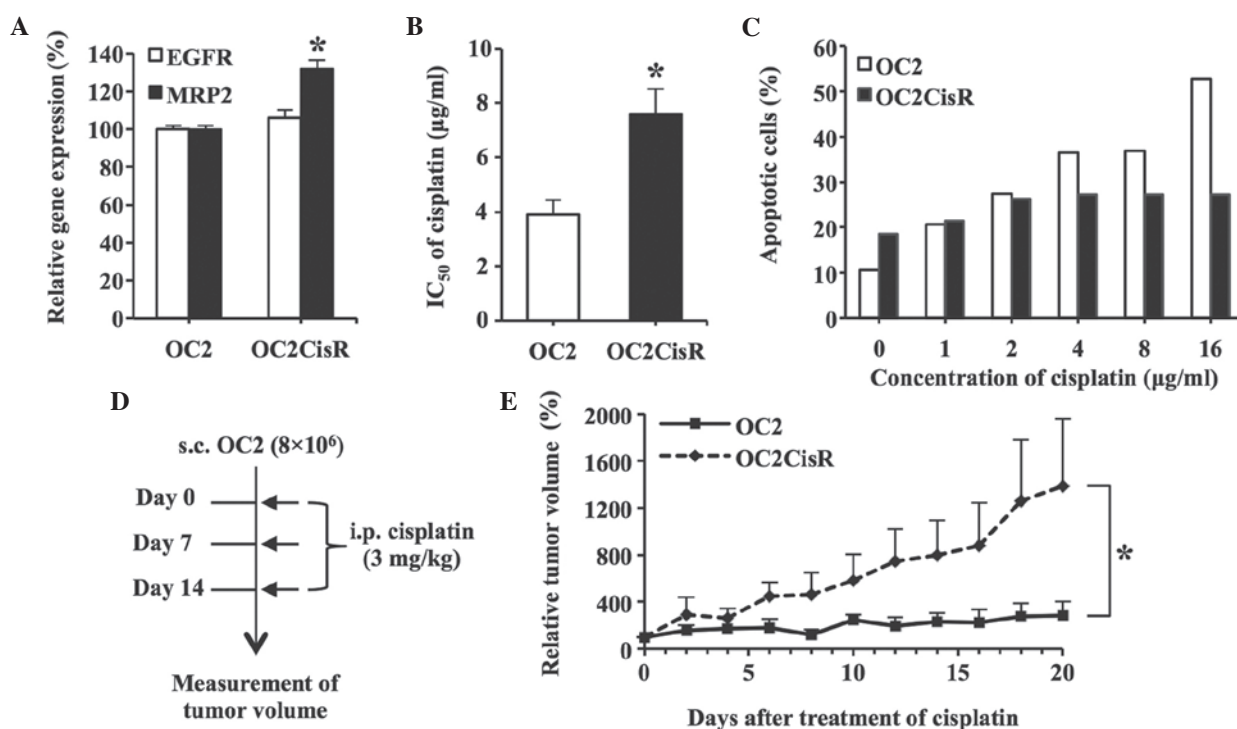 A
Relative gene expression (%)
140
120
100
80
60
40
20
0
EGFR
MRP2
*
OC2
OC2CisR
B
IC50 of cisplatin (μg/ml)
10
8
6
4
2
0
*
OC2
OC2CisR
C
Apoptotic cells (%)
60
50
40
30
20
10
0
OC2
OC2CisR
0 1 2 4 8 16
Concentration of cisplatin (μg/ml)
D
s.c. OC2 (8×10⁶)
Day 0
Day 7
Day 14
i.p. cisplatin
(3 mg/kg)
Measurement of
tumor volume
E
Relative tumor volume (%)
2000
1600
1200
800
400
0
OC2
OC2CisR
*
0 5 10 15 20
Days after treatment of cisplatin